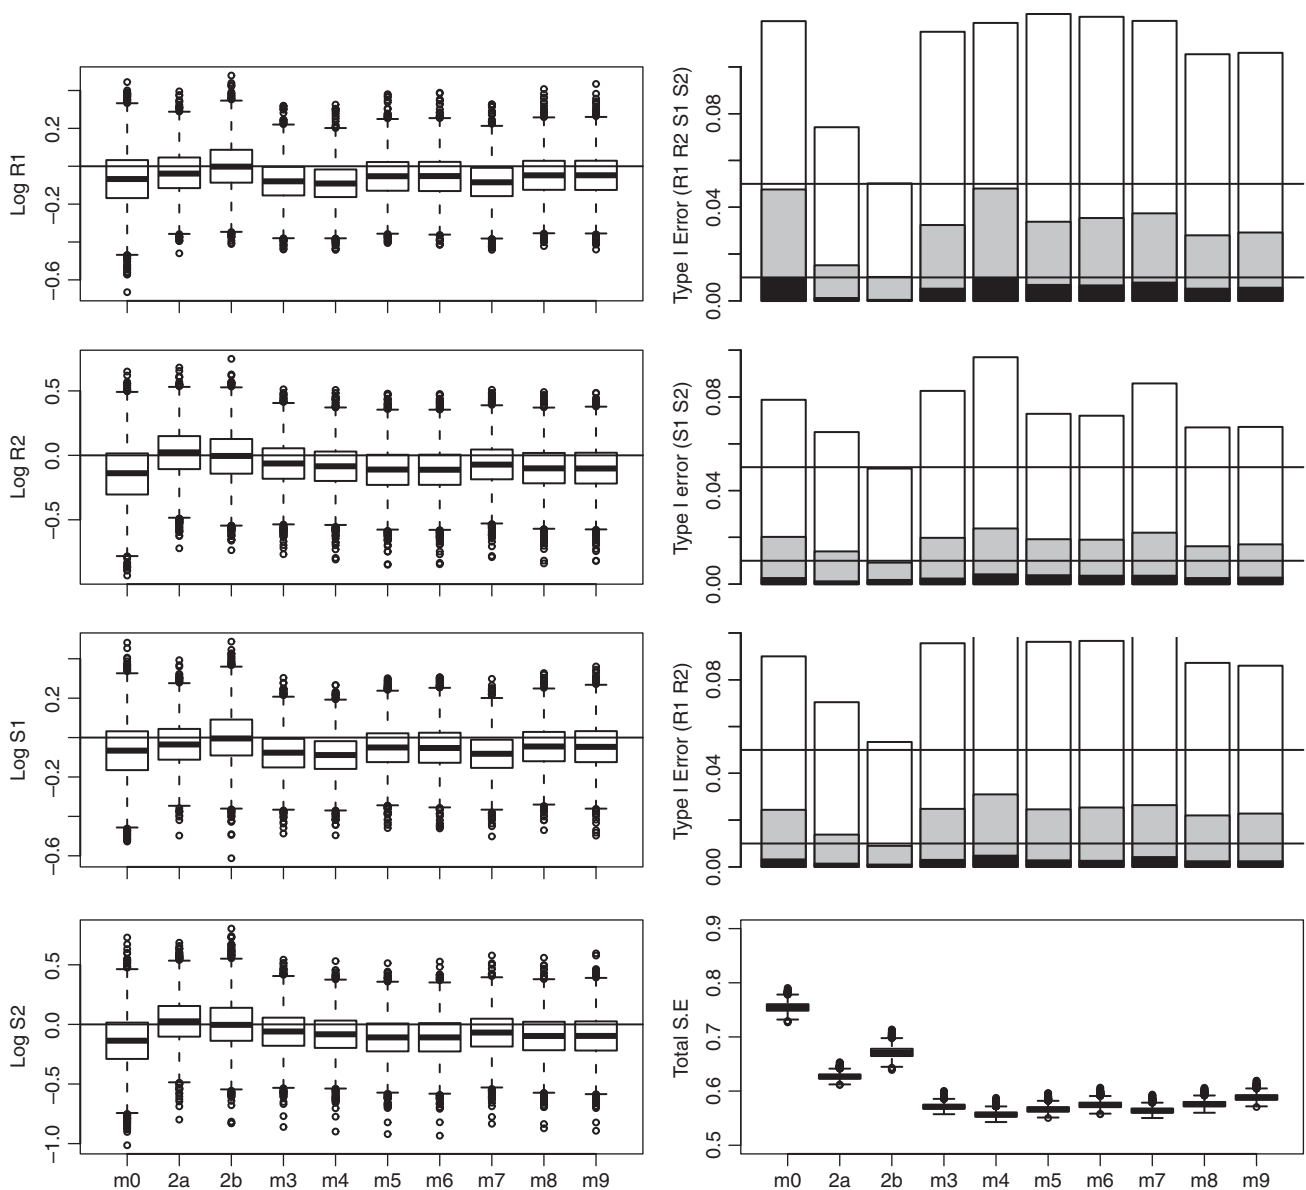 Log R1
0.2
−0.2
−0.6
Type I Error (R1 R2 S1 S2)
0.08
0.04
0.00
Log R2
0.5
0.0
−0.5
Type I error (S1 S2)
0.08
0.04
0.00
Log S1
0.2
−0.2
−0.6
Type I Error (R1 R2)
0.08
0.04
0.00
Log S2
0.5
0.0
−0.5
−1.0
m0 2a 2b m3 m4 m5 m6 m7 m8 m9
Total S.E
0.9
0.8
0.7
0.6
0.5
m0 2a 2b m3 m4 m5 m6 m7 m8 m9